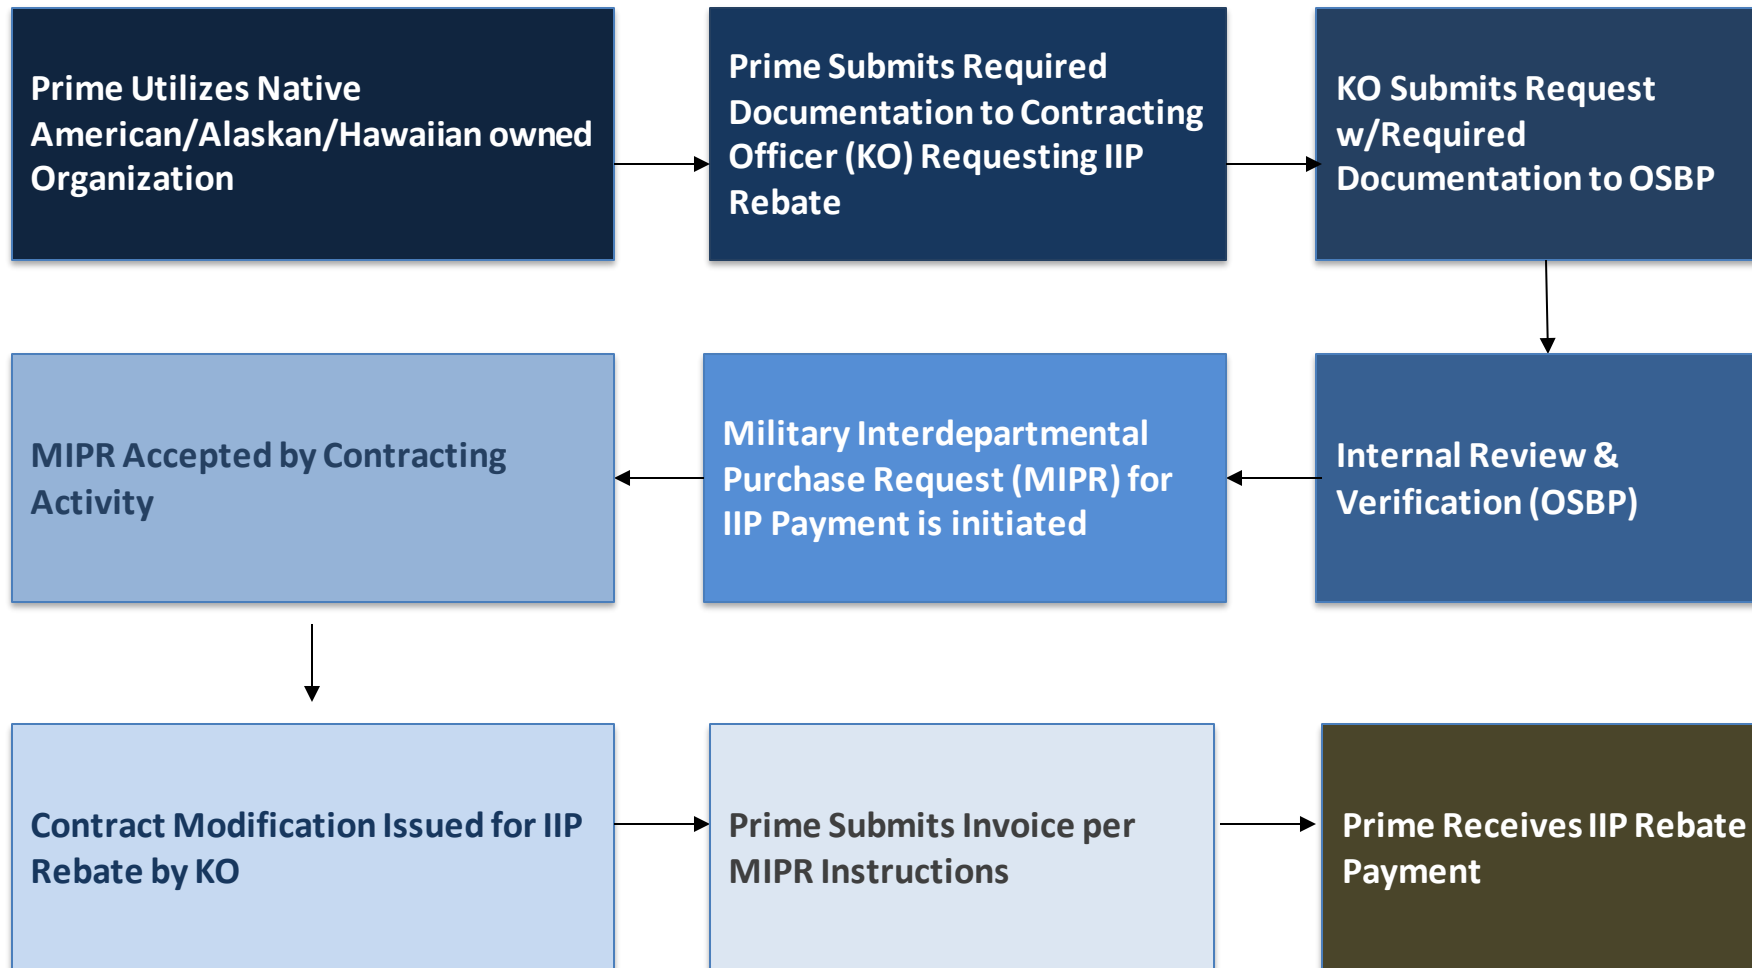 Prime Utilizes Native
American/Alaskan/Hawaiian owned
Organization
Prime Submits Required
Documentation to Contracting
Officer (KO) Requesting IIP
Rebate
KO Submits Request
w/Required
Documentation to OSBP
Internal Review &
Verification (OSBP)
Military Interdepartmental
Purchase Request (MIPR) for
IIP Payment is initiated
MIPR Accepted by Contracting
Activity
Contract Modification Issued for IIP
Rebate by KO
Prime Submits Invoice per
MIPR Instructions
Prime Receives IIP Rebate
Payment